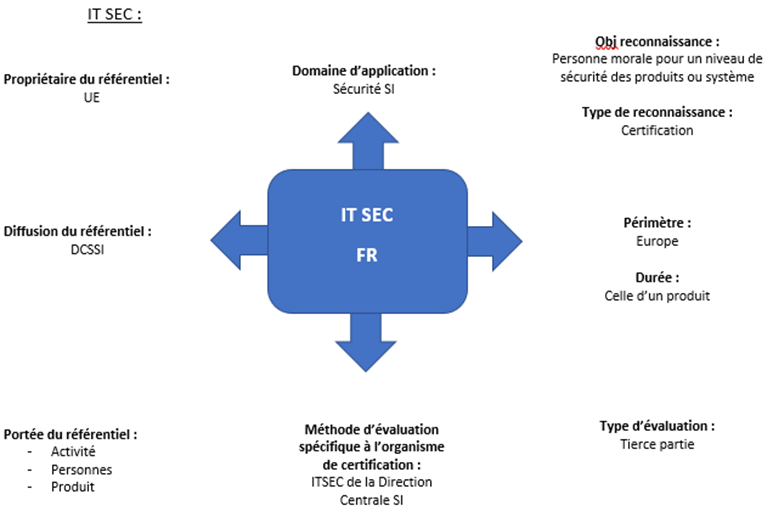 IT SEC :
Propriétaire du référentiel :
UE
Domaine d’application :
Sécurité SI
Obj reconnaissance :
Personne morale pour un niveau de
sécurité des produits ou système
Type de reconnaissance :
Certification
Diffusion du référentiel :
DCSSI
IT SEC
FR
Périmètre :
Europe
Durée :
Celle d’un produit
Portée du référentiel :
- Activité
- Personnes
- Produit
Méthode d’évaluation
spécifique à l’organisme
de certification :
ITSEC de la Direction
Centrale SI
Type d’évaluation :
Tierce partie